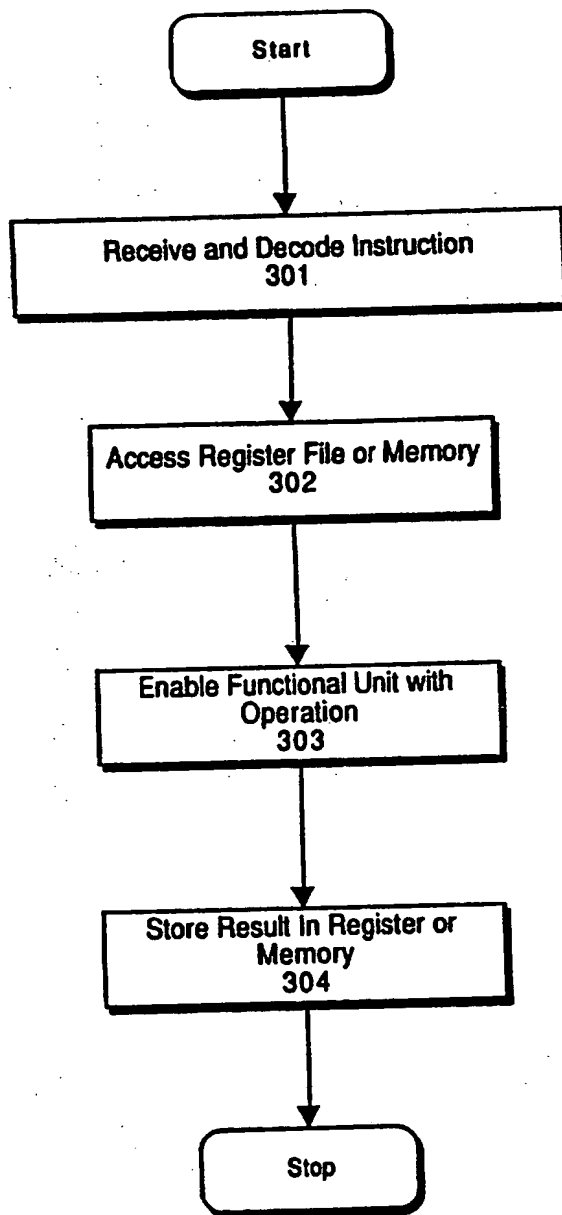 Start
Receive and Decode Instruction
301
Access Register File or Memory
302
Enable Functional Unit with
Operation
303
Store Result In Register or
Memory
304
Stop